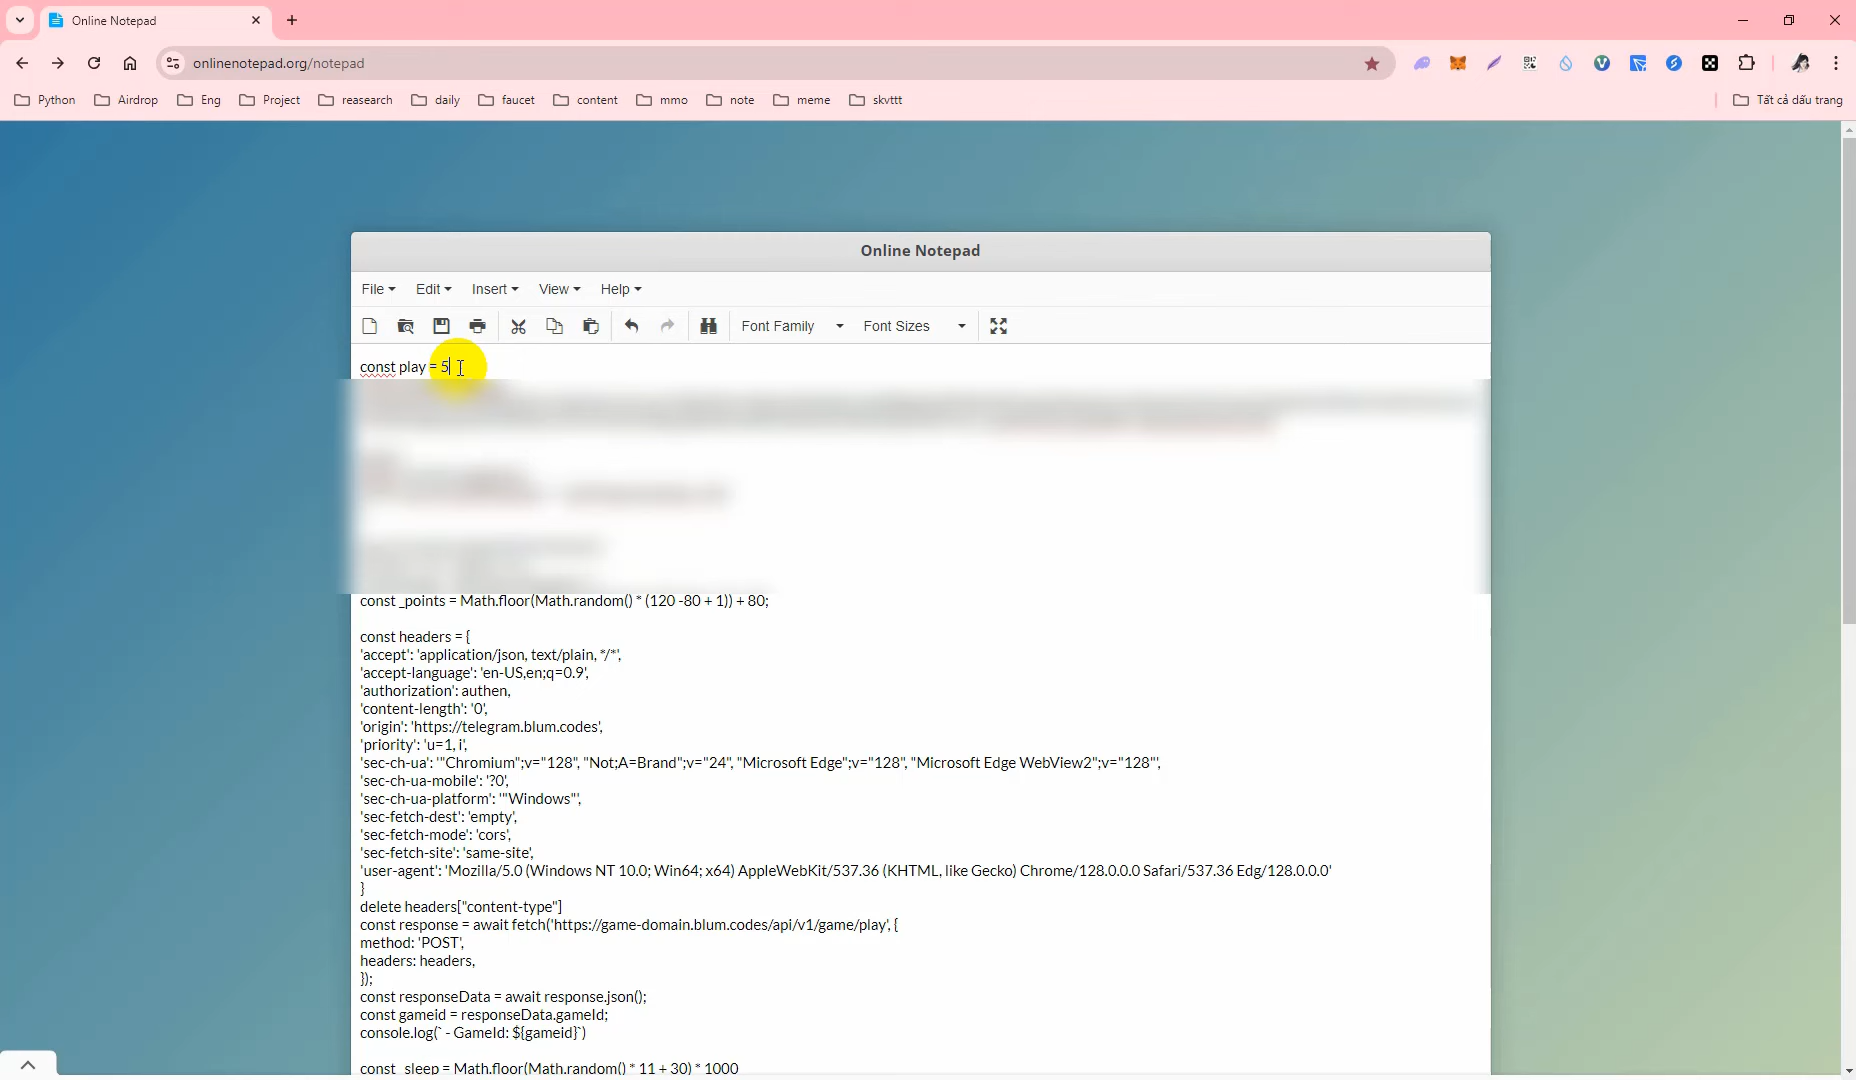 Online Notepad
onlinenotepad.org/notepad
Python Airdrop Eng Project reasearch daily faucet content mmo note meme skvttt Tất cả dấu trang
Online Notepad
File Edit Insert View Help
Font Family Font Sizes
const play = 5
const _points = Math.floor(Math.random() * (120 -80 + 1)) + 80;
const headers = {
'accept': 'application/json, text/plain, */*',
'accept-language': 'en-US,en;q=0.9',
'authorization': authen,
'content-length': '0',
'origin': 'https://telegram.blum.codes',
'priority': 'u=1, i',
'sec-ch-ua': '"Chromium";v="128", "Not;A=Brand";v="24", "Microsoft Edge";v="128", "Microsoft Edge WebView2";v="128"',
'sec-ch-ua-mobile': '?0',
'sec-ch-ua-platform': '"Windows"',
'sec-fetch-dest': 'empty',
'sec-fetch-mode': 'cors',
'sec-fetch-site': 'same-site',
'user-agent': 'Mozilla/5.0 (Windows NT 10.0; Win64; x64) AppleWebKit/537.36 (KHTML, like Gecko) Chrome/128.0.0.0 Safari/537.36 Edg/128.0.0.0'
}
delete headers["content-type"]
const response = await fetch('https://game-domain.blum.codes/api/v1/game/play', {
method: 'POST',
headers: headers,
});
const responseData = await response.json();
const gameid = responseData.gameId;
console.log(` - GameId: ${gameid}`)
const _sleep = Math.floor(Math.random() * 11 + 30) * 1000